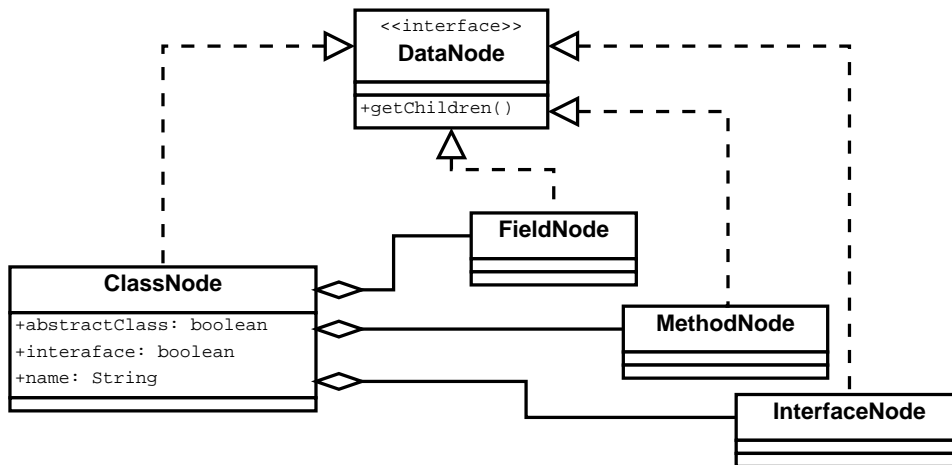 <<interface>>
DataNode
+getChildren()
FieldNode
ClassNode
+abstractClass: boolean
+interaface: boolean
+name: String
MethodNode
InterfaceNode